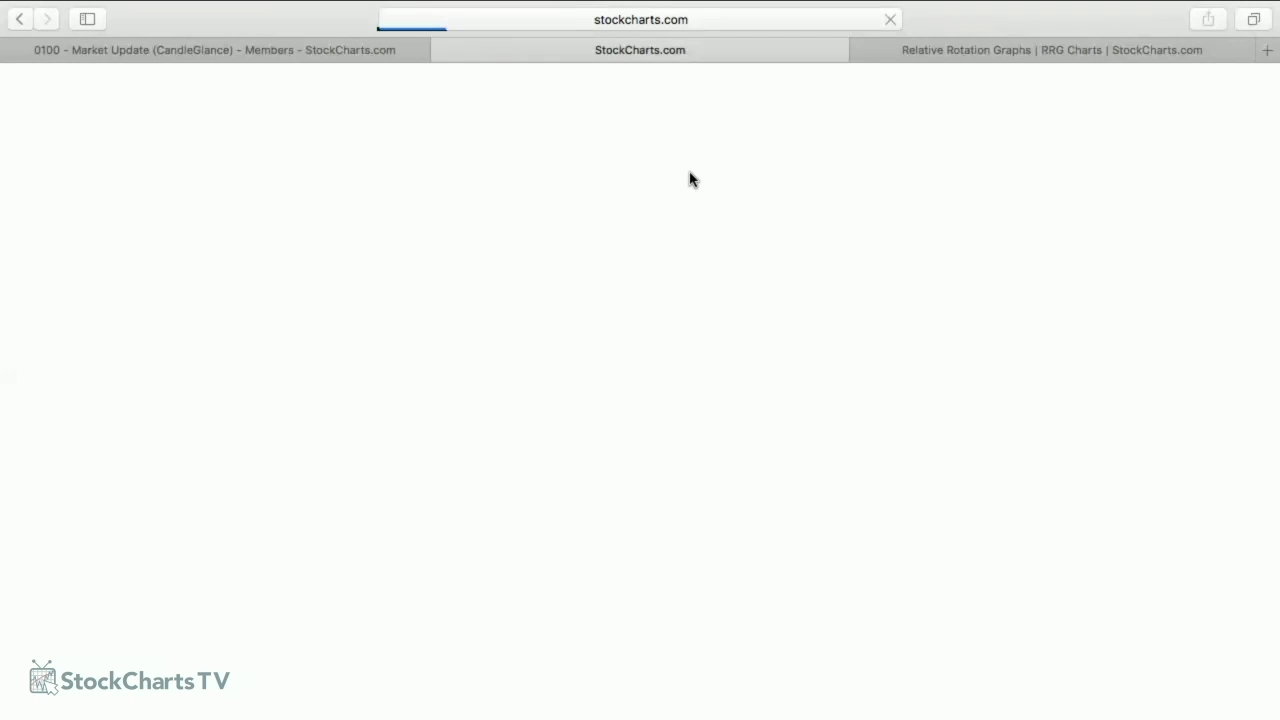 stockcharts.com
0100 - Market Update (CandleGlance) - Members - StockCharts.com
StockCharts.com
Relative Rotation Graphs | RRG Charts | StockCharts.com
StockChartsTV